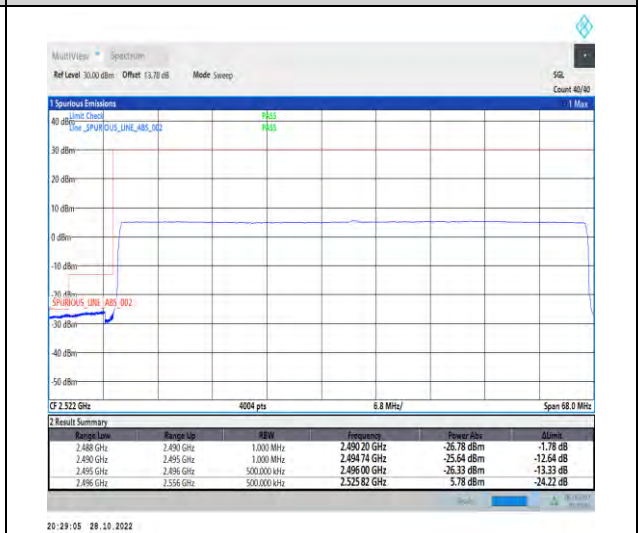 MultiView Spectrum
Ref Level 30.00 dBm Offset 13.78 dB Mode Sweep SGL
Count 40/40
1 Spurious Emissions 1 Max
40 dBm Limit Check PASS
Line _SPURIOUS_LINE_ABS_002 PASS
30 dBm
20 dBm
10 dBm
0 dBm
-10 dBm
-20 dBm
_SPURIOUS_LINE_ABS_002
-30 dBm
-40 dBm
-50 dBm
CF 2.522 GHz 4004 pts 6.8 MHz/ Span 68.0 MHz
2 Result Summary
Range Low Range Up RBW Frequency Power Abs ΔLimit
2.488 GHz 2.490 GHz 1.000 MHz 2.490 20 GHz -26.78 dBm -1.78 dB
2.490 GHz 2.495 GHz 1.000 MHz 2.494 74 GHz -25.64 dBm -12.64 dB
2.495 GHz 2.496 GHz 500.000 kHz 2.496 00 GHz -26.33 dBm -13.33 dB
2.496 GHz 2.556 GHz 500.000 kHz 2.525 82 GHz 5.78 dBm -24.22 dB
20:29:05 28.10.2022